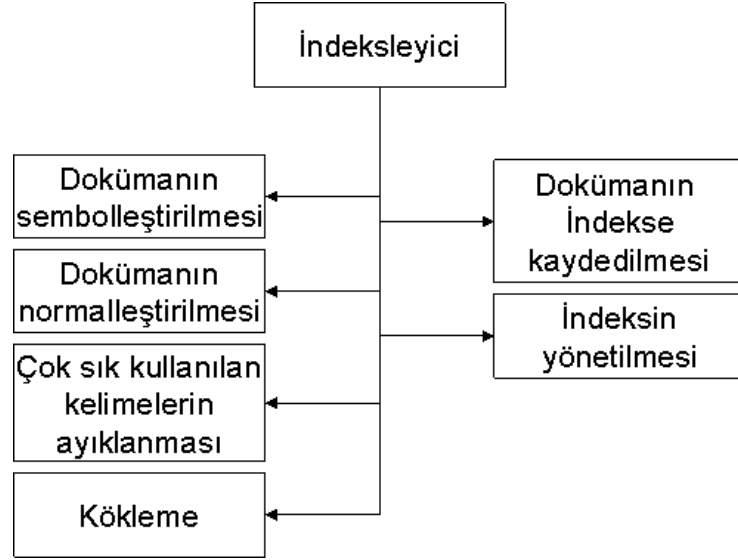 İndeksleyici
Dokümanın
sembolleştirilmesi
Dokümanın
normalleştirilmesi
Çok sık kullanılan
kelimelerin
ayıklanması
Kökleme
Dokümanın
İndekse
kaydedilmesi
İndeksin
yönetilmesi